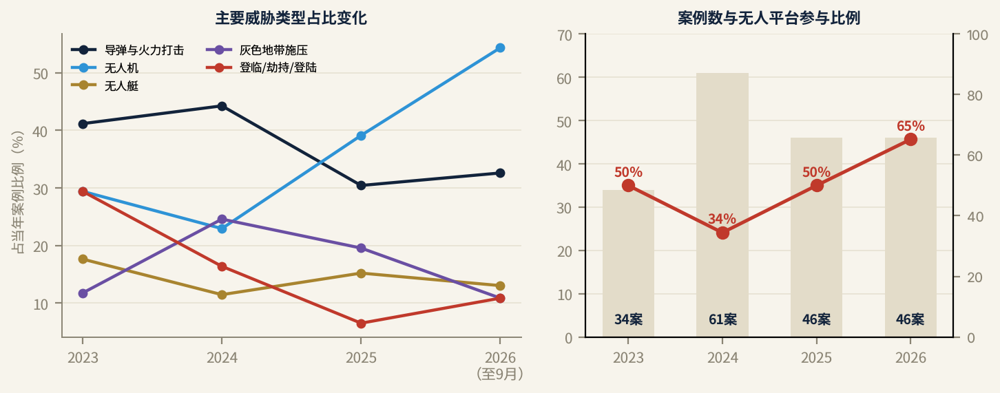 主要威胁类型占比变化
导弹与火力打击
无人机
无人艇
灰色地带施压
登临/劫持/登陆
占当年案例比例（%）
50
40
30
20
10
2023
2024
2025
2026
（至9月）
案例数与无人平台参与比例
70
60
50
40
30
20
10
0
100
80
60
40
20
0
50%
34%
50%
65%
34案
61案
46案
46案
2023
2024
2025
2026